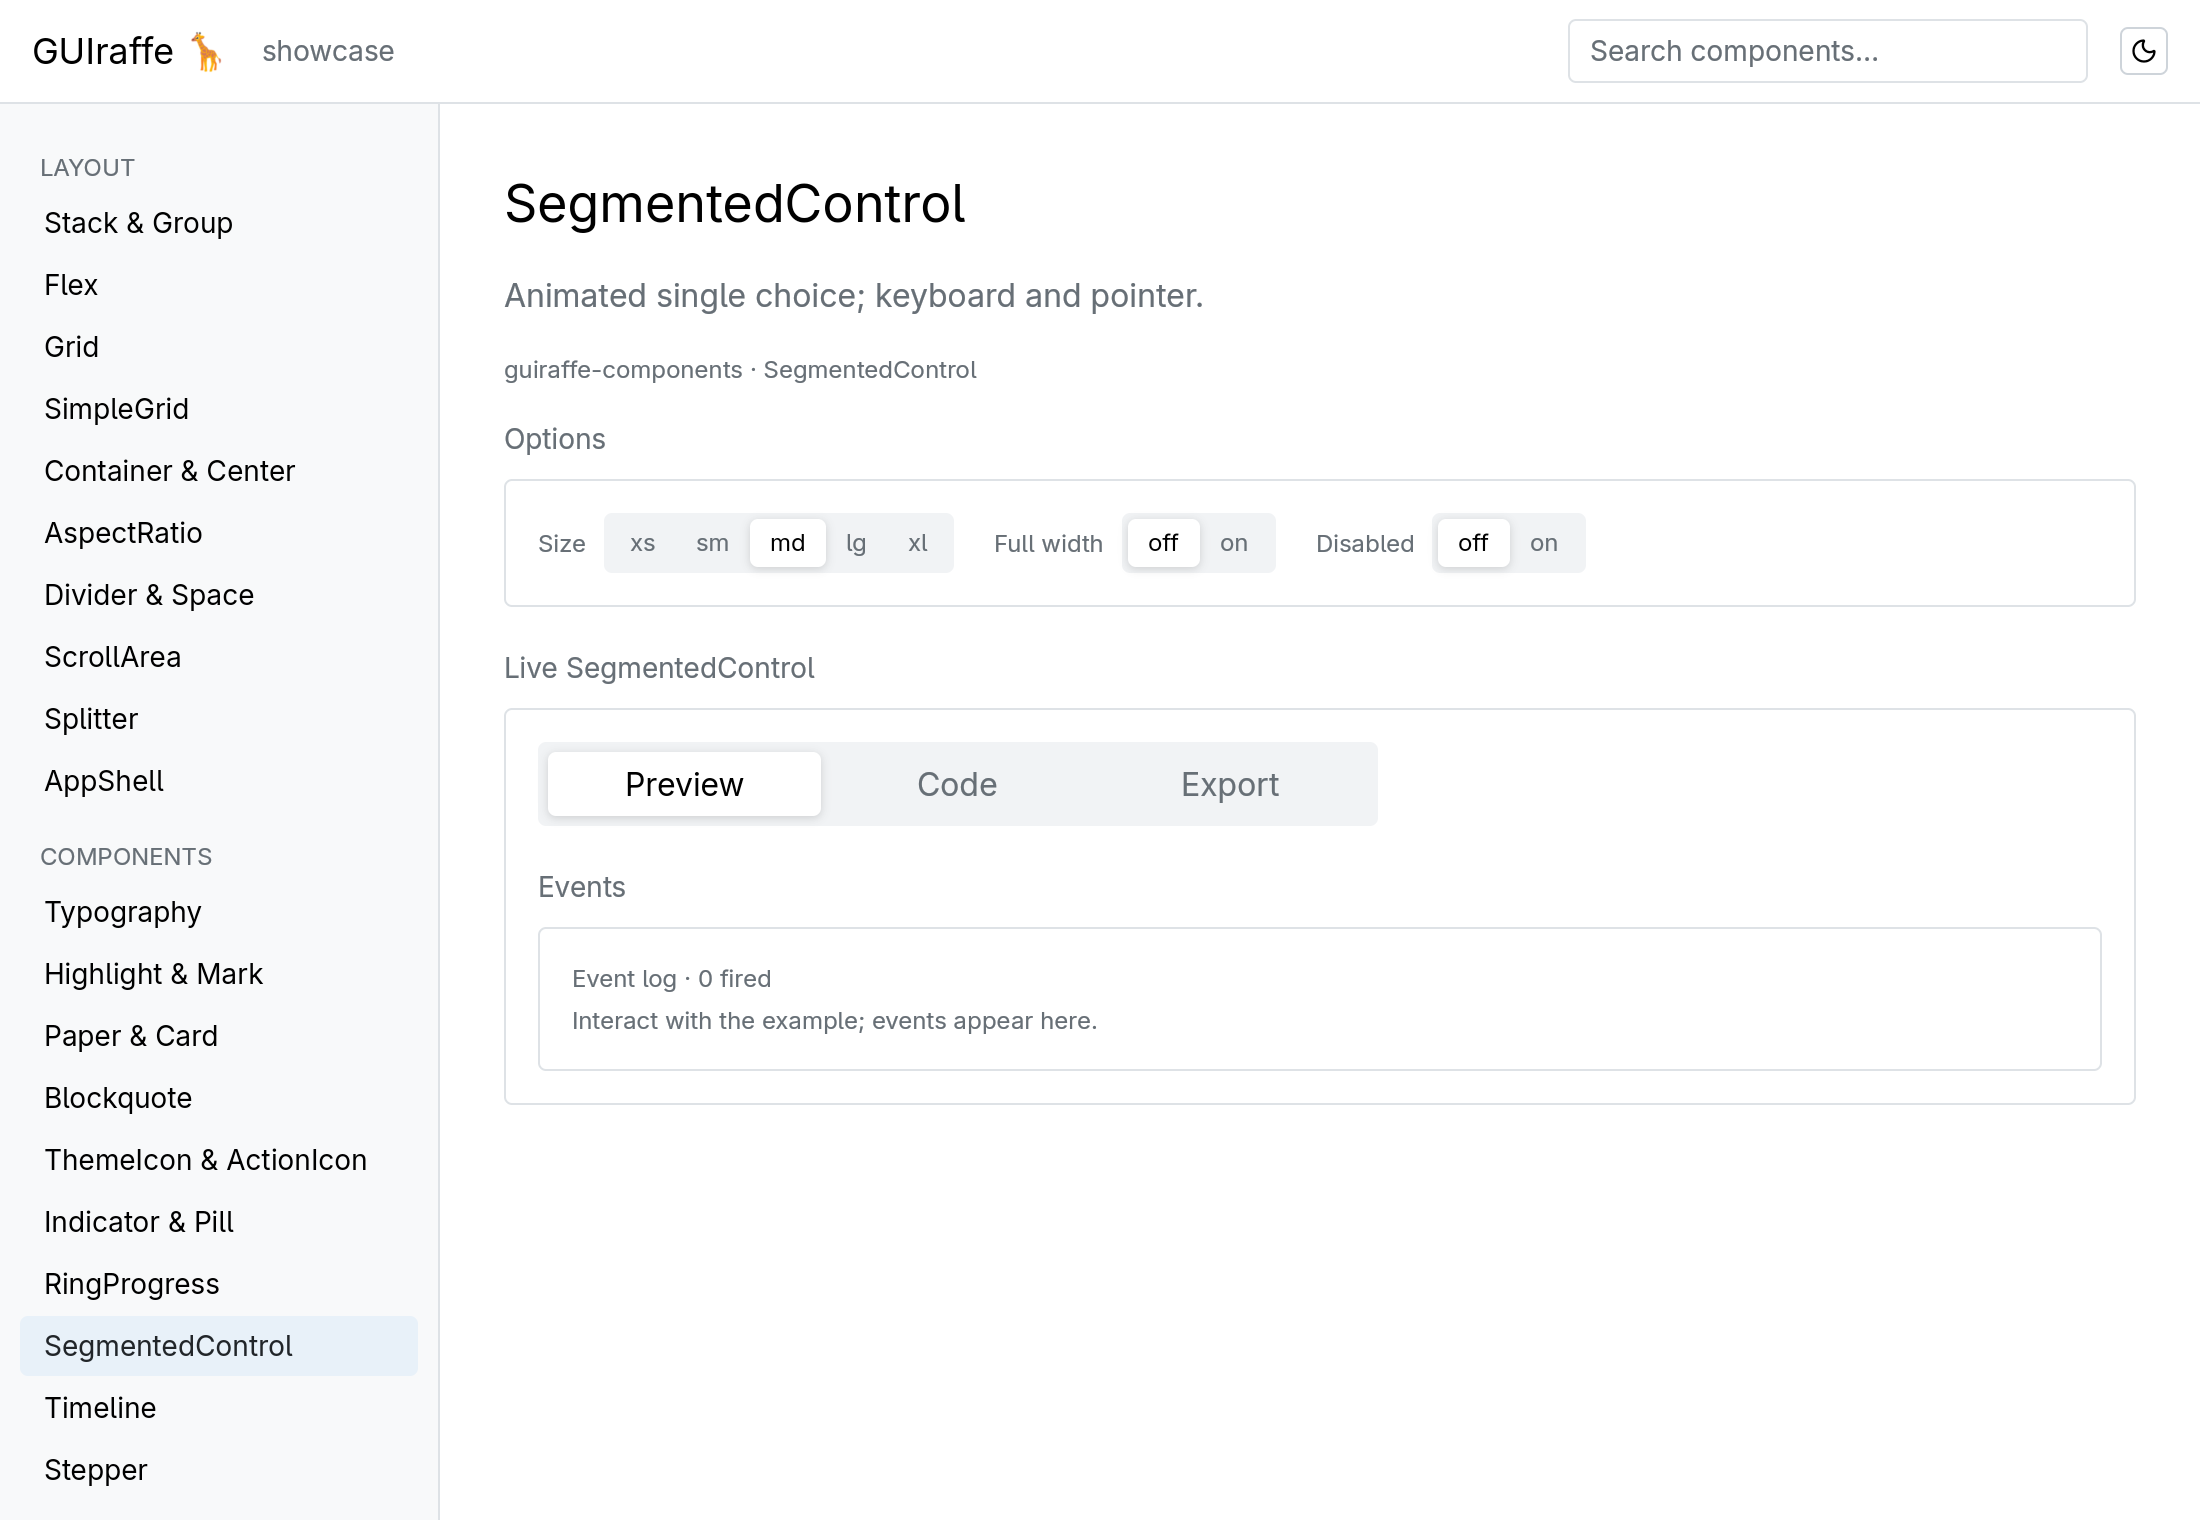 GUIraffe 🦒 showcase Search components...
LAYOUT
Stack & Group
Flex
Grid
SimpleGrid
Container & Center
AspectRatio
Divider & Space
ScrollArea
Splitter
AppShell
COMPONENTS
Typography
Highlight & Mark
Paper & Card
Blockquote
ThemeIcon & ActionIcon
Indicator & Pill
RingProgress
SegmentedControl
Timeline
Stepper
SegmentedControl
Animated single choice; keyboard and pointer.
guiraffe-components · SegmentedControl
Options
Size xs sm md lg xl Full width off on Disabled off on
Live SegmentedControl
Preview Code Export
Events
Event log · 0 fired
Interact with the example; events appear here.